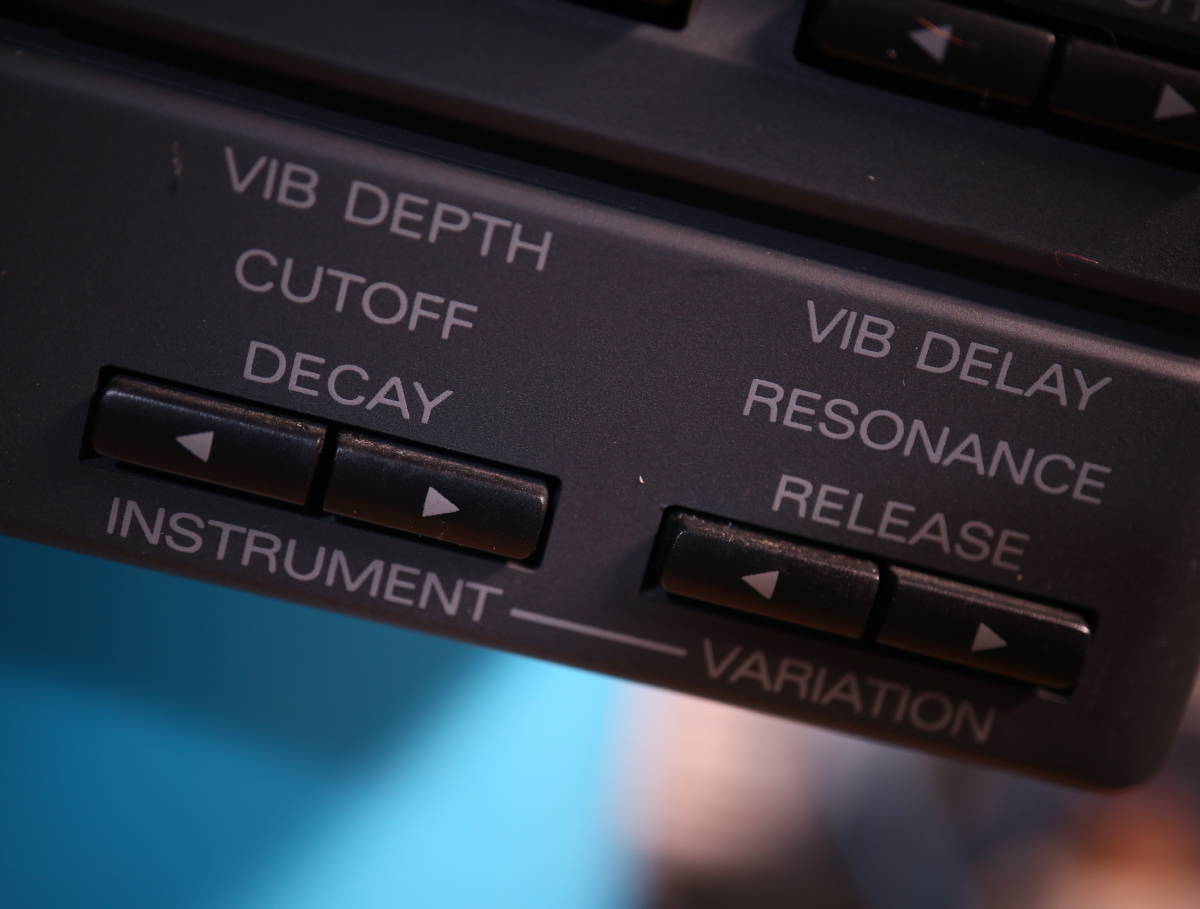 VIB DEPTH
CUTOFF
DECAY
INSTRUMENT
VIB DELAY
RESONANCE
RELEASE
VARIATION